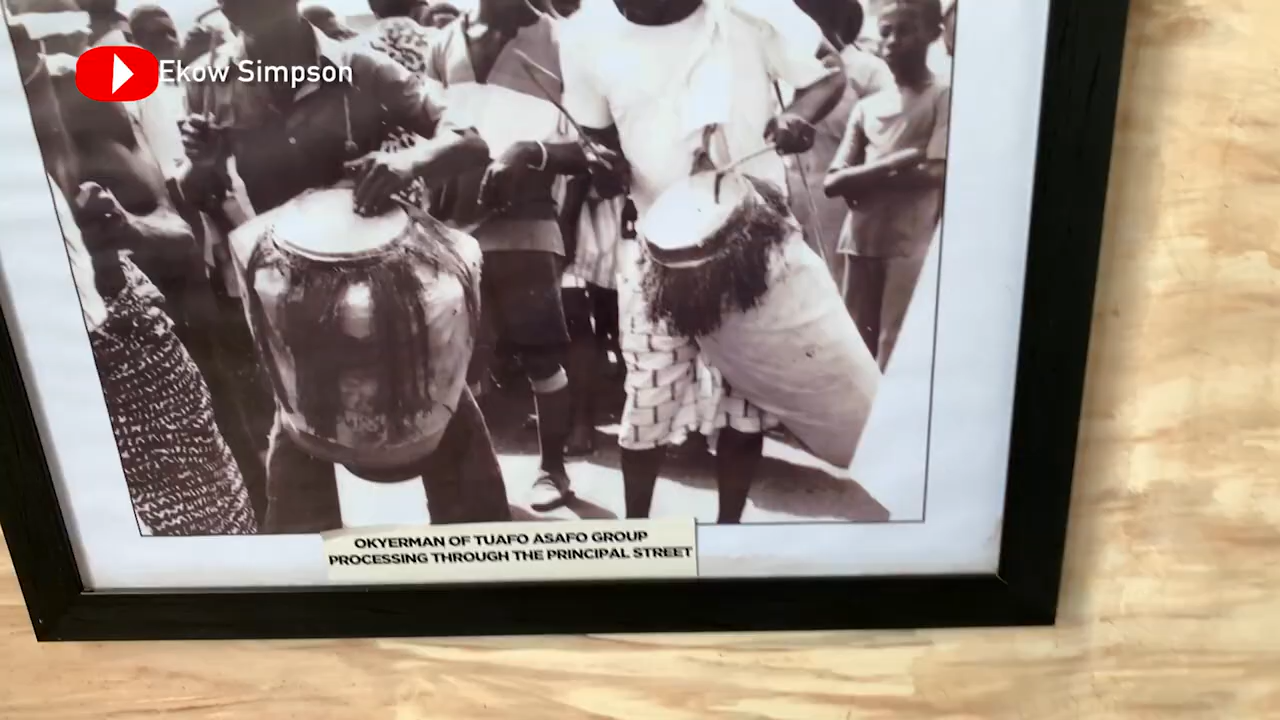 Ekow Simpson
OKYERMAN OF TUAFO ASAFO GROUP
PROCESSING THROUGH THE PRINCIPAL STREET